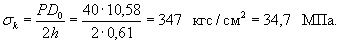 σk = PD0 / 2h = 40·10,58 / 2·0,61 = 347 кгс / см² = 34,7 МПа.